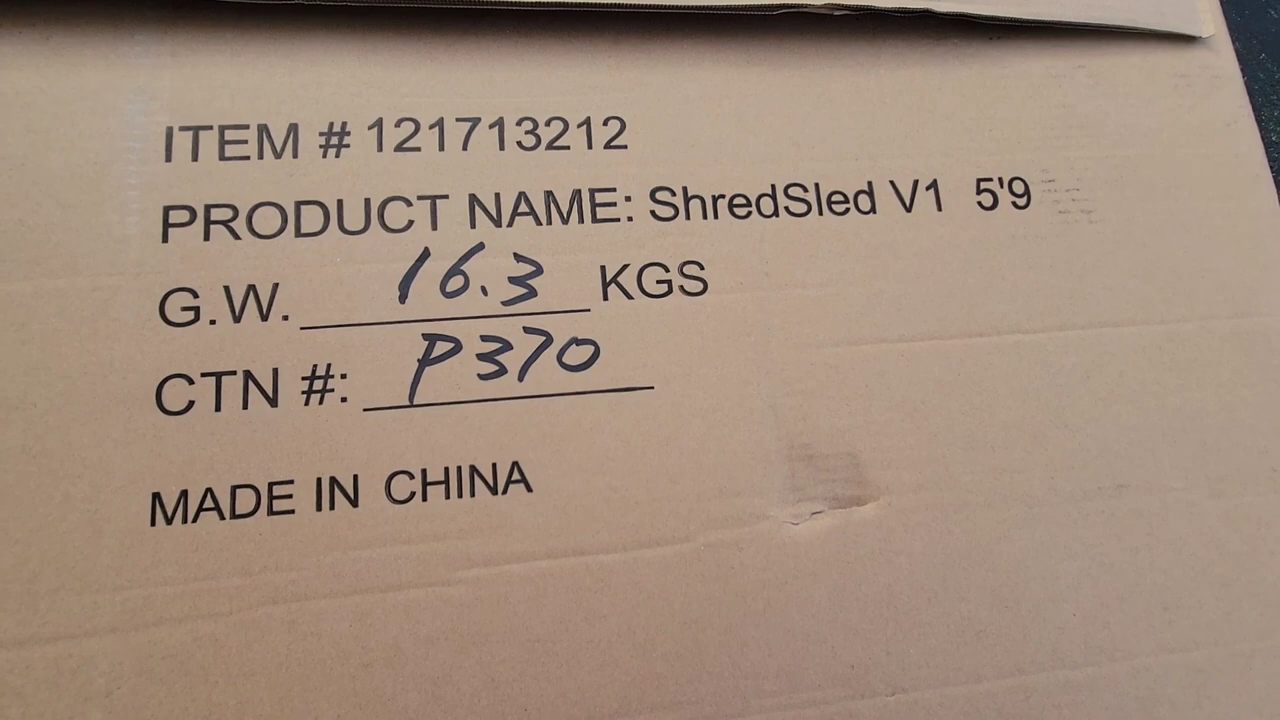 ITEM # 121713212
PRODUCT NAME: ShredSled V1 5'9
G.W. 16.3 KGS
CTN #: P370
MADE IN CHINA